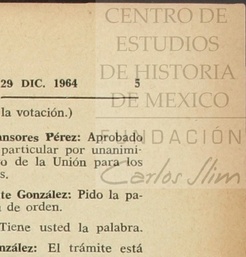 CENTRO DE
ESTUDIOS
DE HISTORIA
DE MEXICO
FUNDACIÓN
Carlos Slim
29 DIC. 1964 5
la votación.)
ansores Pérez: Aprobado
particular por unanimi-
o de la Unión para los
s.
te González: Pido la pa-
de orden.
Tiene usted la palabra.
nzález: El trámite está